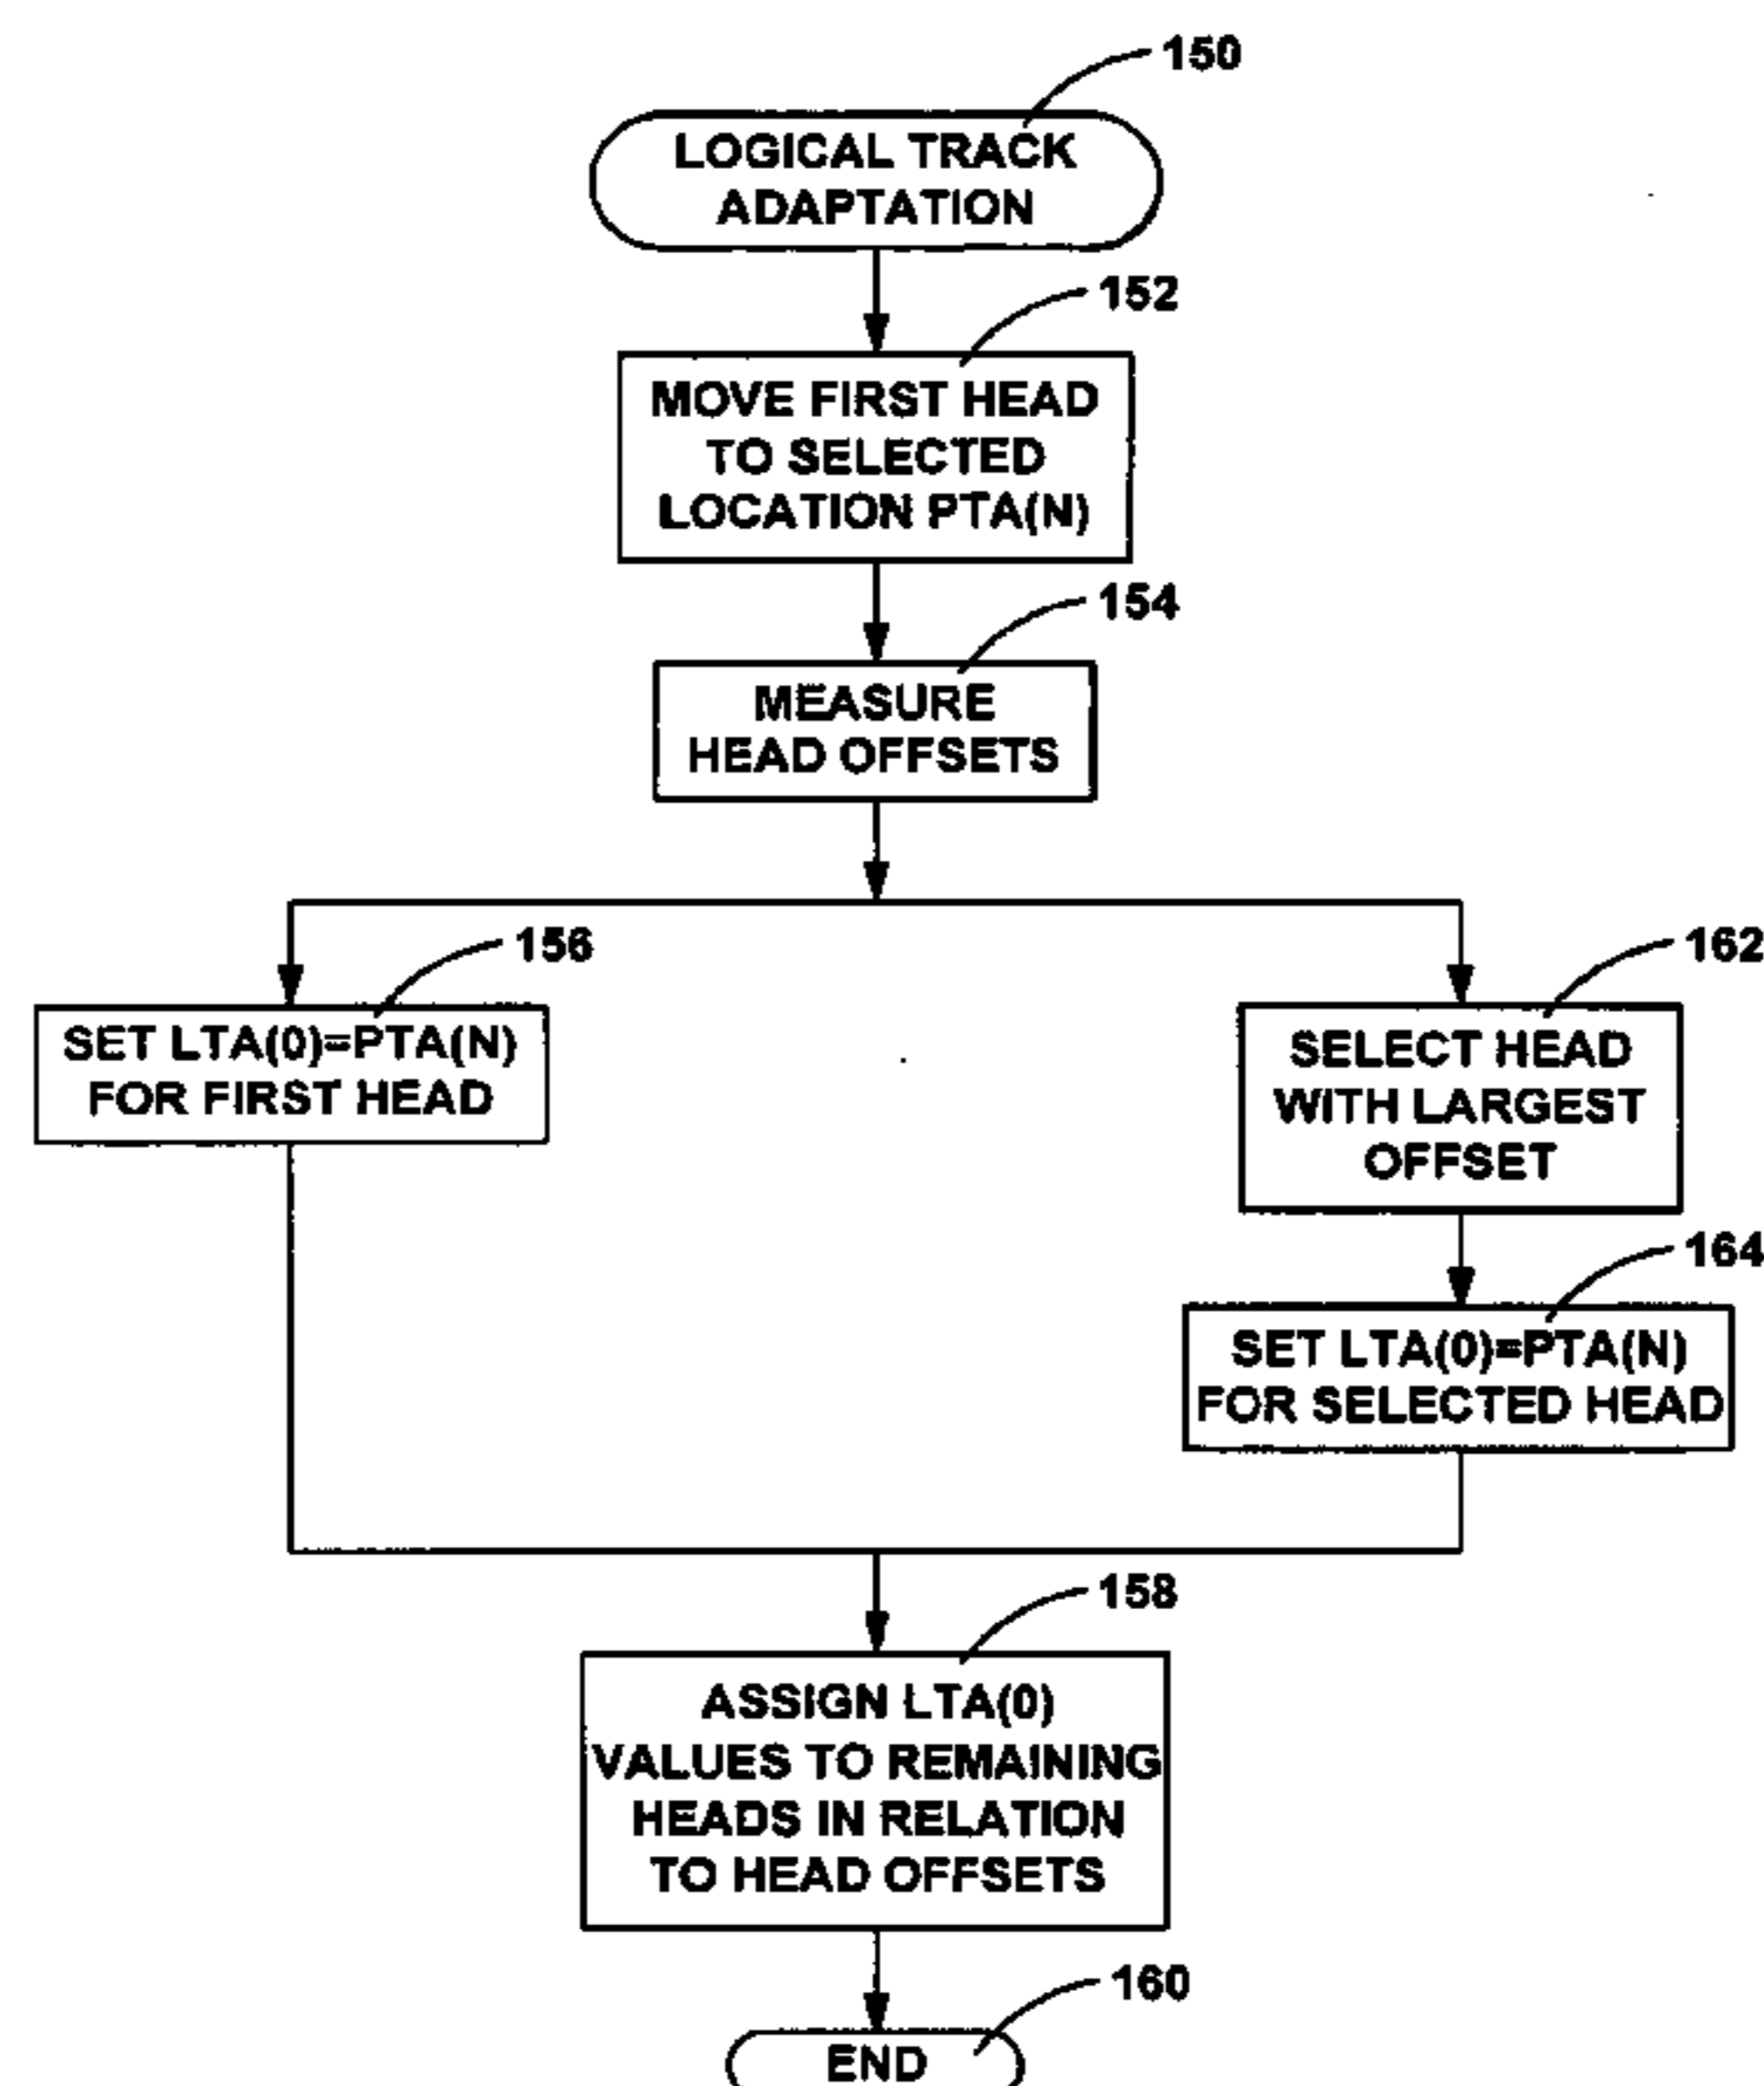 150
LOGICAL TRACK
ADAPTATION
152
MOVE FIRST HEAD
TO SELECTED
LOCATION PTA(N)
154
MEASURE
HEAD OFFSETS
156
SET LTA(0)=PTA(N)
FOR FIRST HEAD
162
SELECT HEAD
WITH LARGEST
OFFSET
164
SET LTA(0)=PTA(N)
FOR SELECTED HEAD
158
ASSIGN LTA(0)
VALUES TO REMAINING
HEADS IN RELATION
TO HEAD OFFSETS
160
END